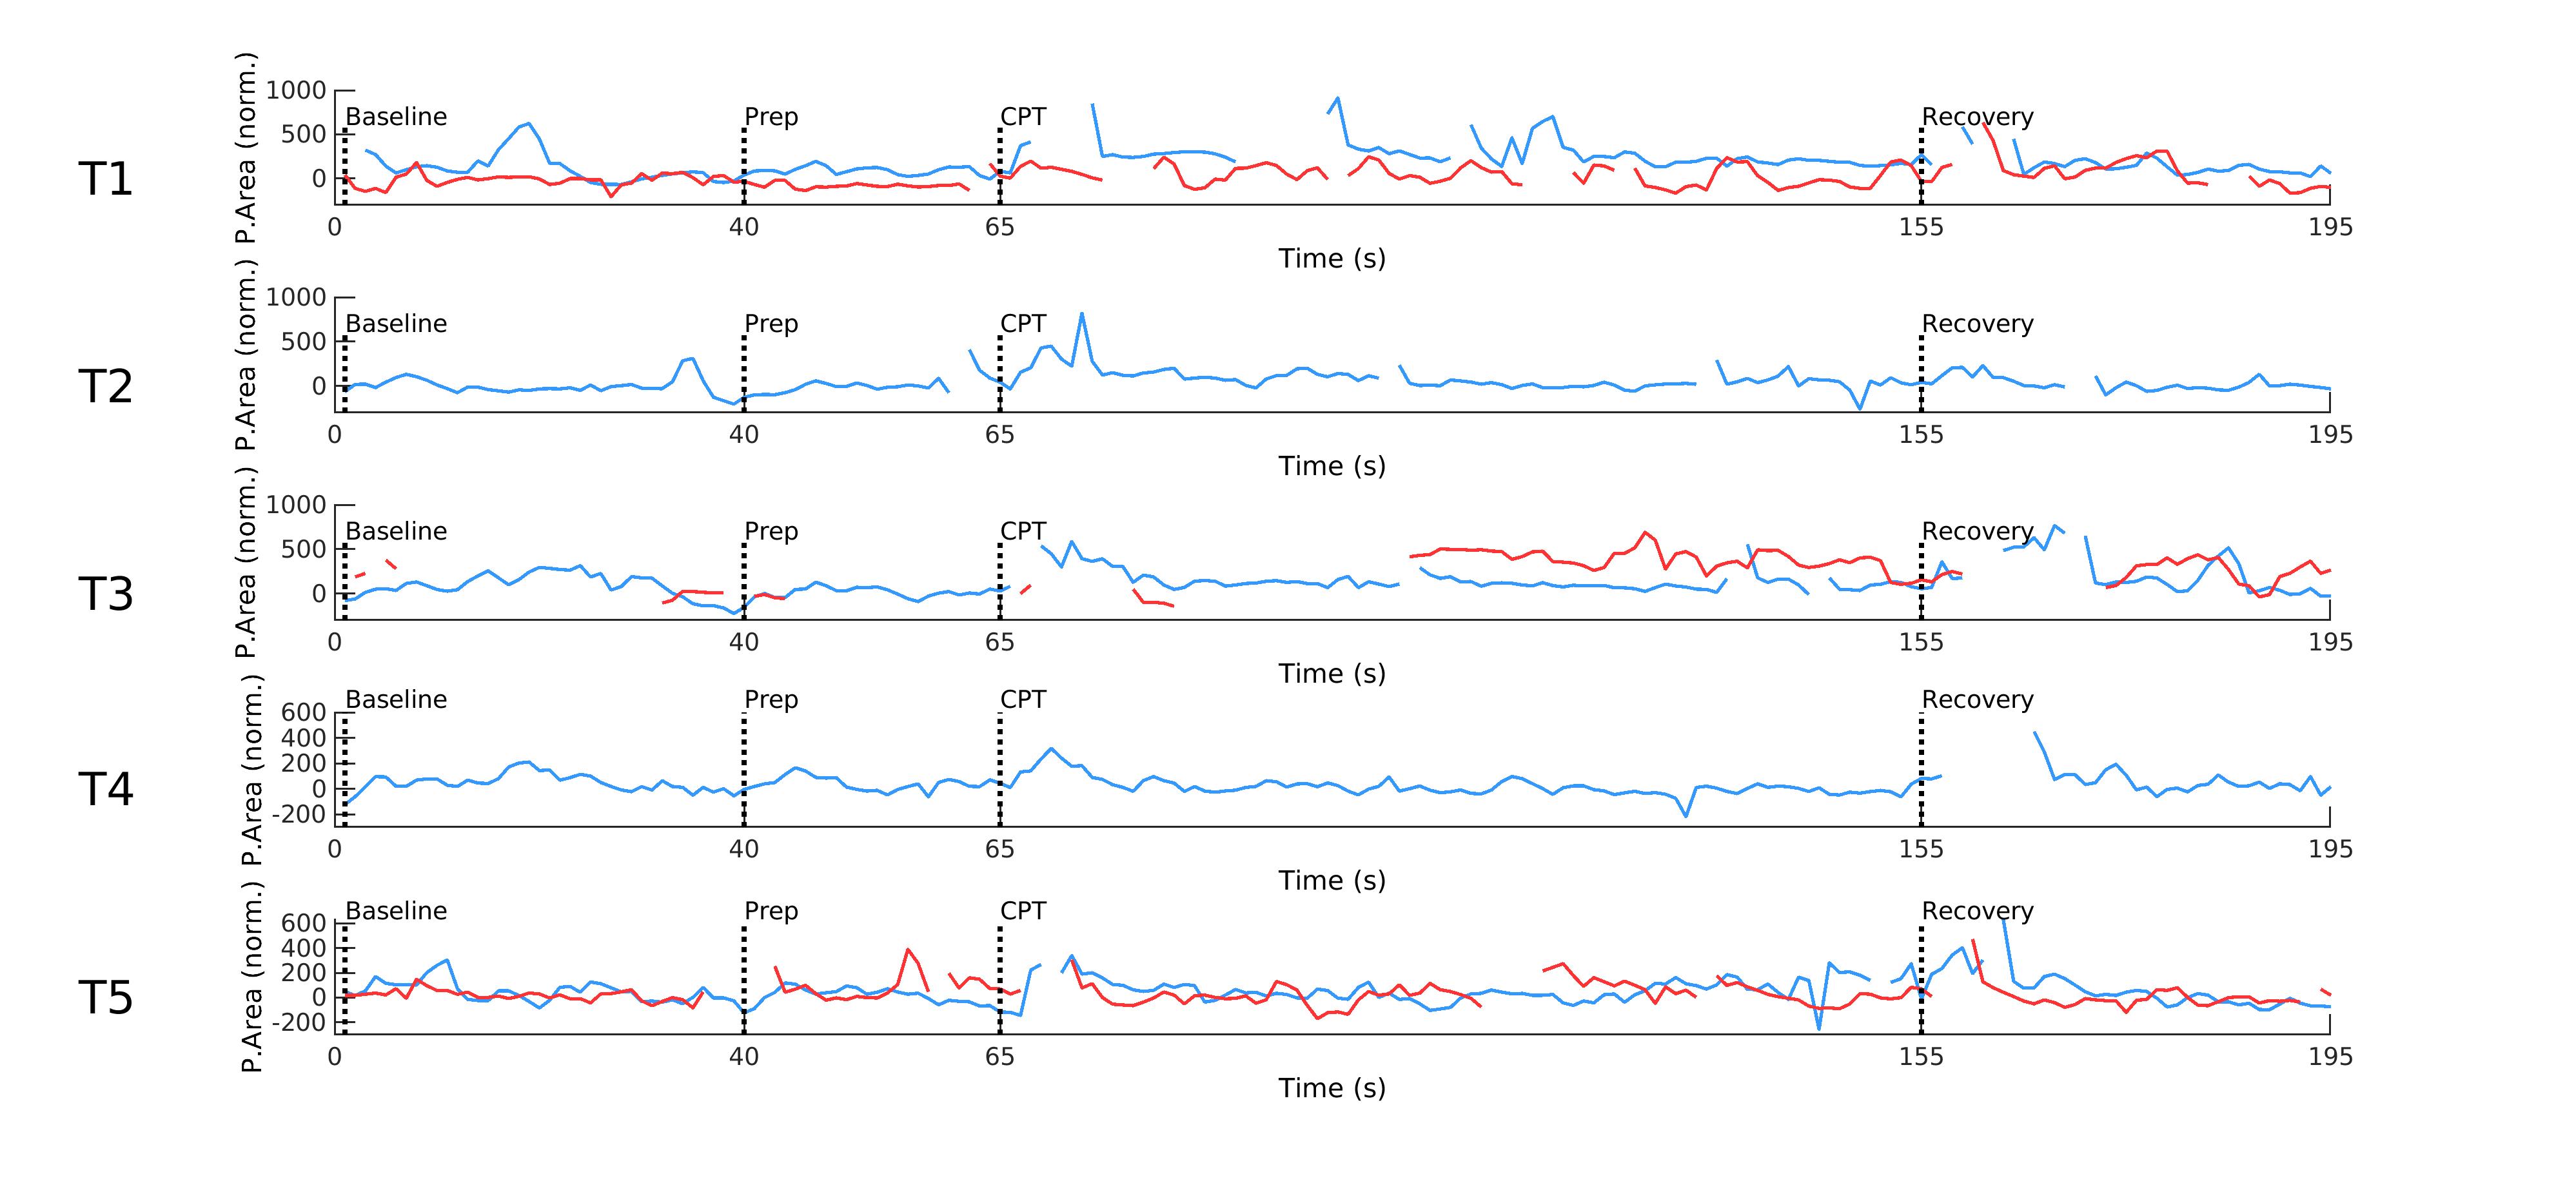 T1
P.Area (norm.)
1000
500
0
Baseline
Prep
CPT
Recovery
0
40
65
155
195
Time (s)
T2
P.Area (norm.)
1000
500
0
Baseline
Prep
CPT
Recovery
0
40
65
155
195
Time (s)
T3
P.Area (norm.)
1000
500
0
Baseline
Prep
CPT
Recovery
0
40
65
155
195
Time (s)
T4
P.Area (norm.)
600
400
200
0
-200
Baseline
Prep
CPT
Recovery
0
40
65
155
195
Time (s)
T5
P.Area (norm.)
600
400
200
0
-200
Baseline
Prep
CPT
Recovery
0
40
65
155
195
Time (s)